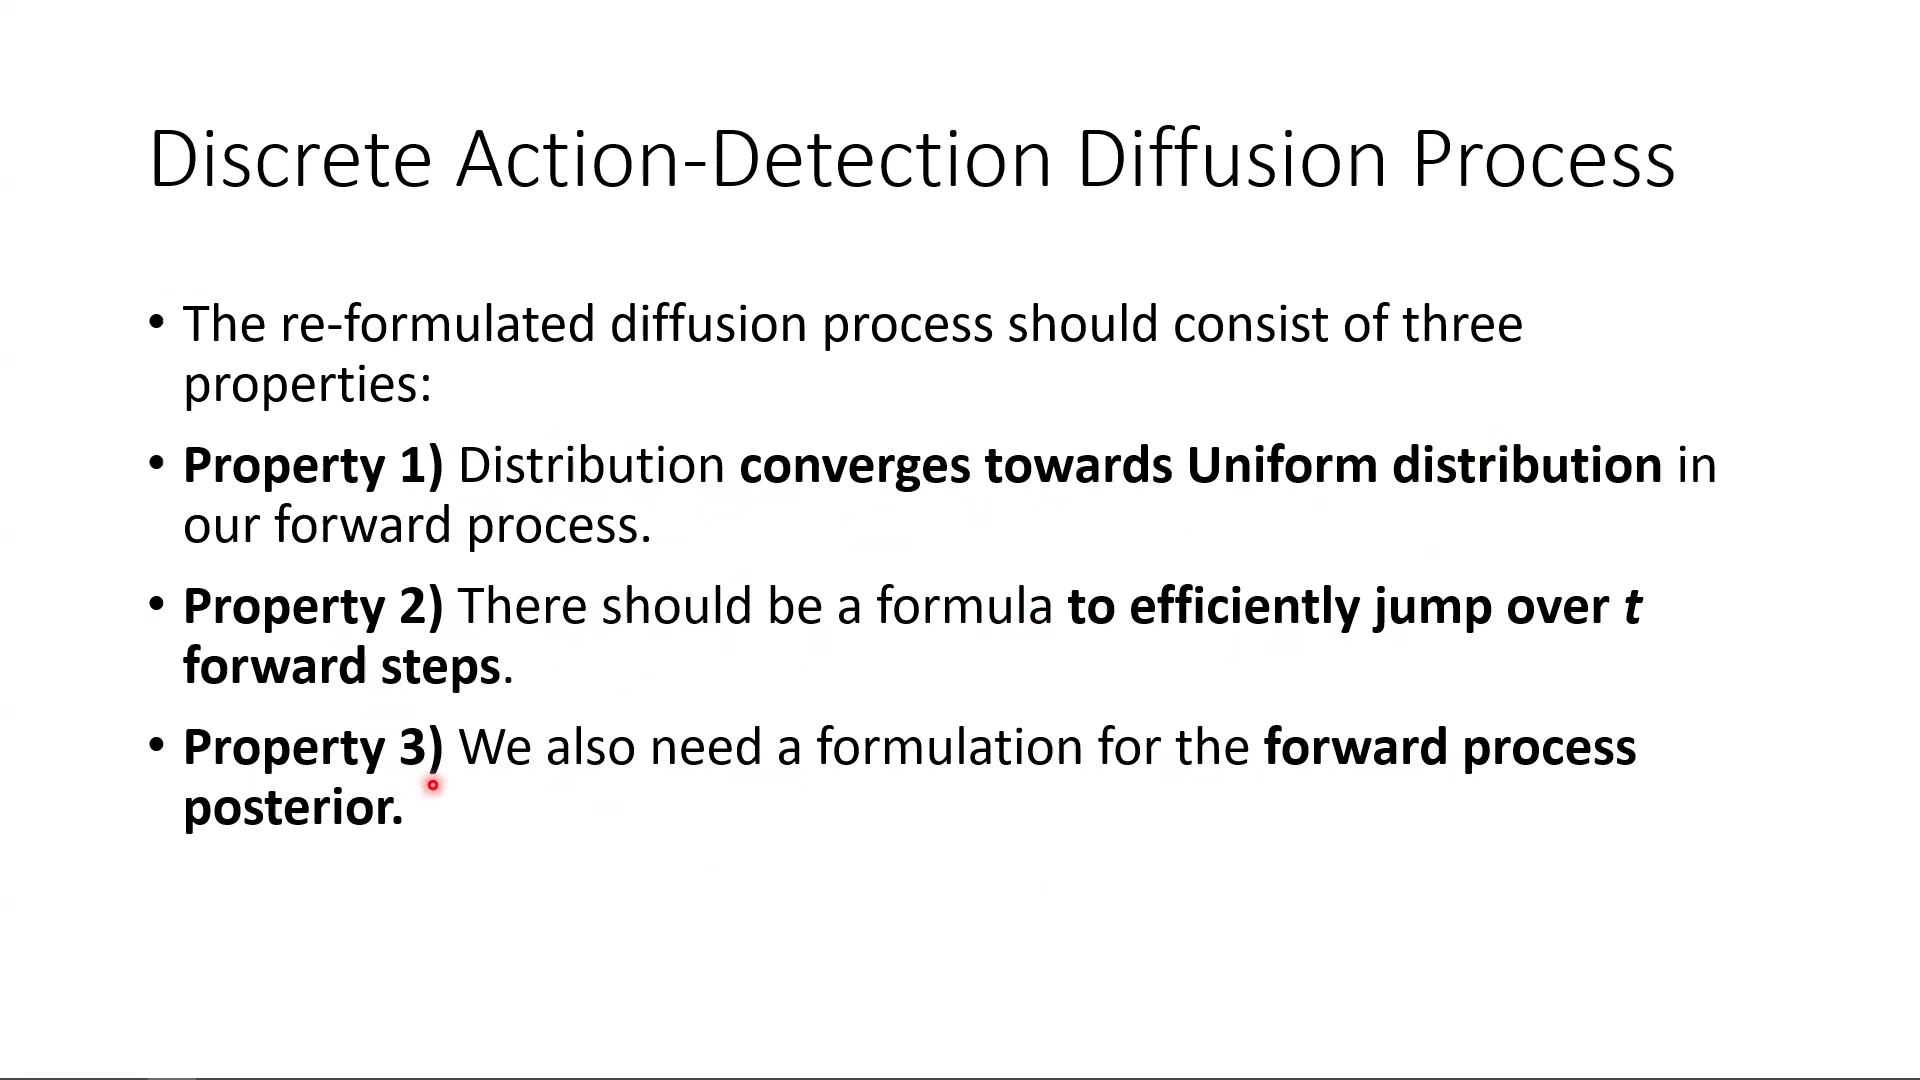 Discrete Action-Detection Diffusion Process
• The re-formulated diffusion process should consist of three
properties:
• Property 1) Distribution converges towards Uniform distribution in
our forward process.
• Property 2) There should be a formula to efficiently jump over t
forward steps.
• Property 3) We also need a formulation for the forward process
posterior.